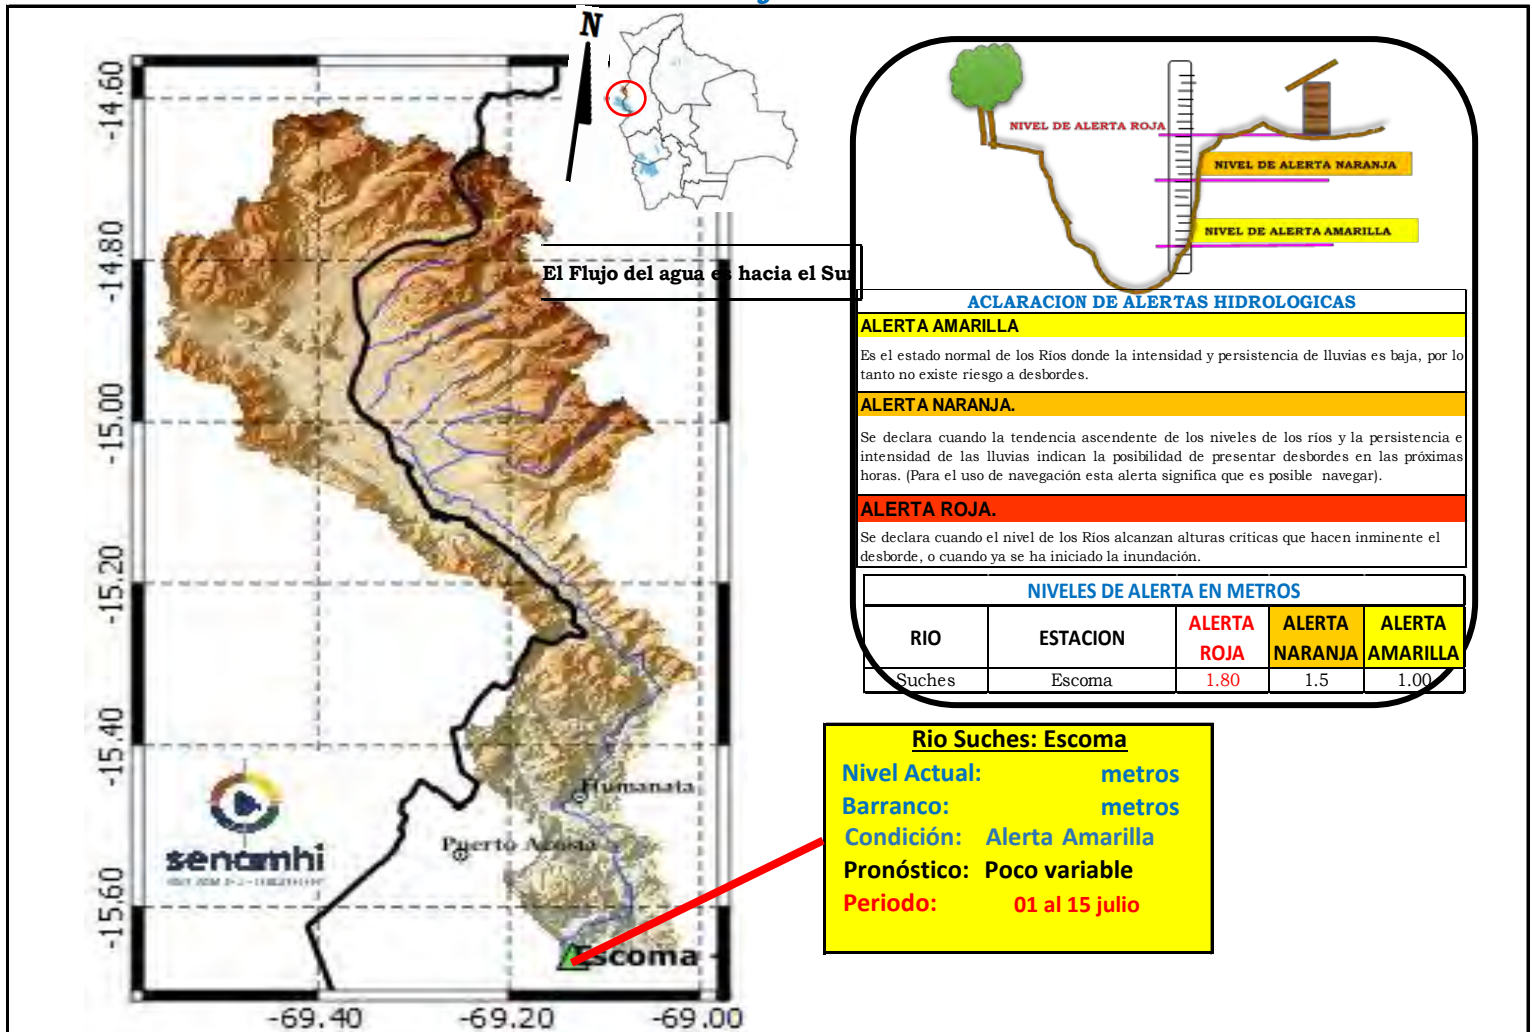 N
-14.60
-14.80
-15.00
-15.20
-15.40
-15.60
-69.40
-69.20
-69.00
El Flujo del agua es hacia el Sur
Humanata
Puerto Acosta
Escoma
senamhi
NIVEL DE ALERTA ROJA
NIVEL DE ALERTA NARANJA
NIVEL DE ALERTA AMARILLA
ACLARACION DE ALERTAS HIDROLOGICAS
ALERTA AMARILLA
Es el estado normal de los Ríos donde la intensidad y persistencia de lluvias es baja, por lo
tanto no existe riesgo a desbordes.
ALERTA NARANJA.
Se declara cuando la tendencia ascendente de los niveles de los ríos y la persistencia e
intensidad de las lluvias indican la posibilidad de presentar desbordes en las próximas
horas. (Para el uso de navegación esta alerta significa que es posible navegar).
ALERTA ROJA.
Se declara cuando el nivel de los Ríos alcanzan alturas críticas que hacen inminente el
desborde, o cuando ya se ha iniciado la inundación.
NIVELES DE ALERTA EN METROS
RIO ESTACION ALERTA ROJA ALERTA NARANJA ALERTA AMARILLA
Suches Escoma 1.80 1.5 1.00
Rio Suches: Escoma
Nivel Actual: metros
Barranco: metros
Condición: Alerta Amarilla
Pronóstico: Poco variable
Periodo: 01 al 15 julio